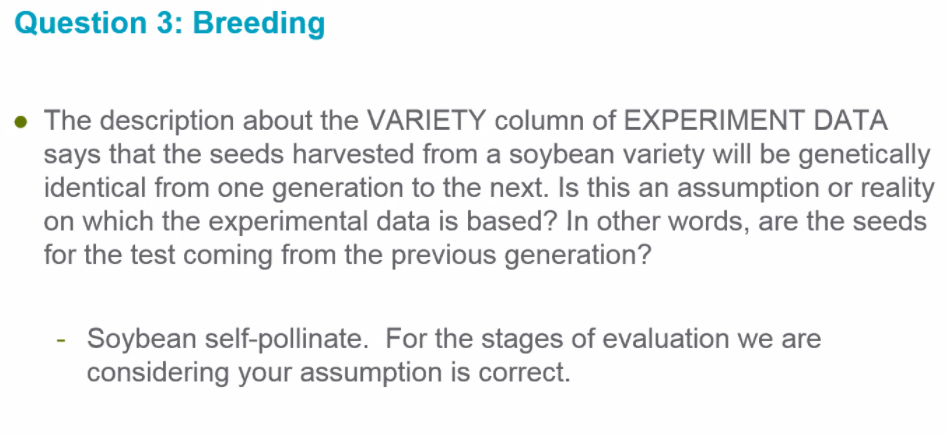 Question 3: Breeding
● The description about the VARIETY column of EXPERIMENT DATA
says that the seeds harvested from a soybean variety will be genetically
identical from one generation to the next. Is this an assumption or reality
on which the experimental data is based? In other words, are the seeds
for the test coming from the previous generation?
- Soybean self-pollinate. For the stages of evaluation we are
considering your assumption is correct.